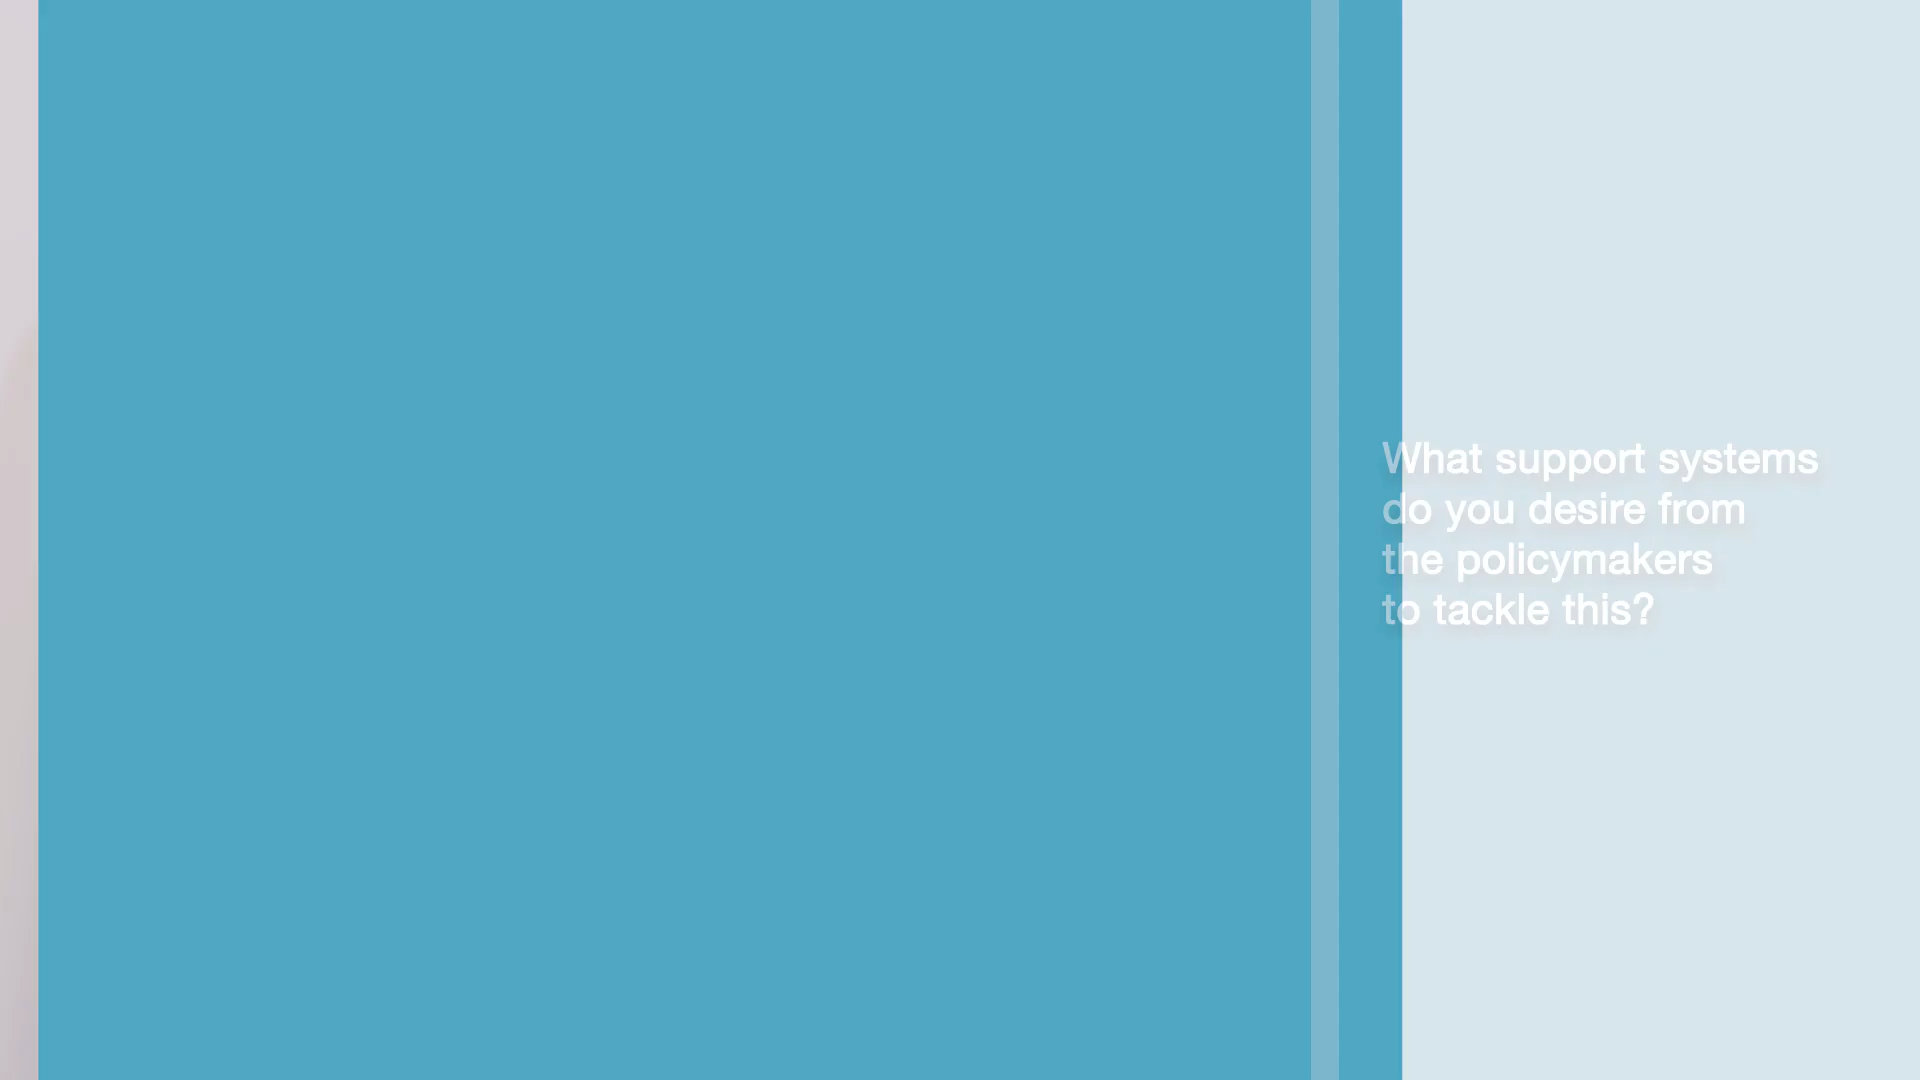 What support systems
do you desire from
the policymakers
to tackle this?